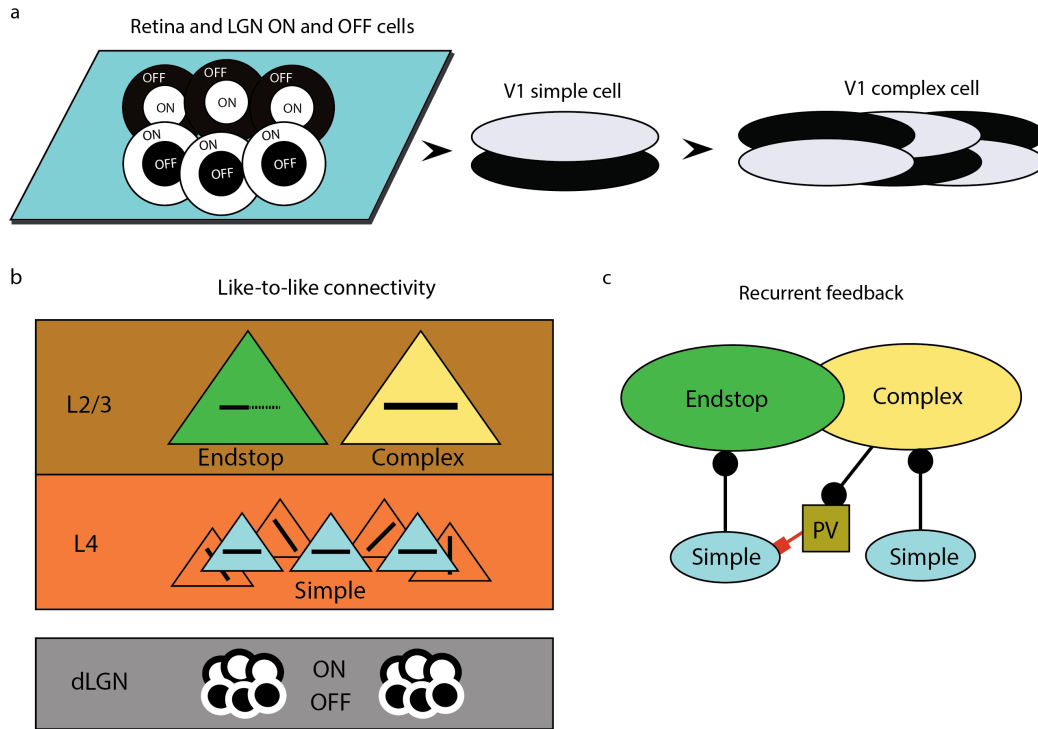 a
Retina and LGN ON and OFF cells
OFF
OFF
OFF
ON
ON
ON
ON
ON
ON
OFF
OFF
OFF
V1 simple cell
V1 complex cell
b
Like-to-like connectivity
L2/3
Endstop
Complex
L4
Simple
dLGN
ON
OFF
c
Recurrent feedback
Endstop
Complex
PV
Simple
Simple